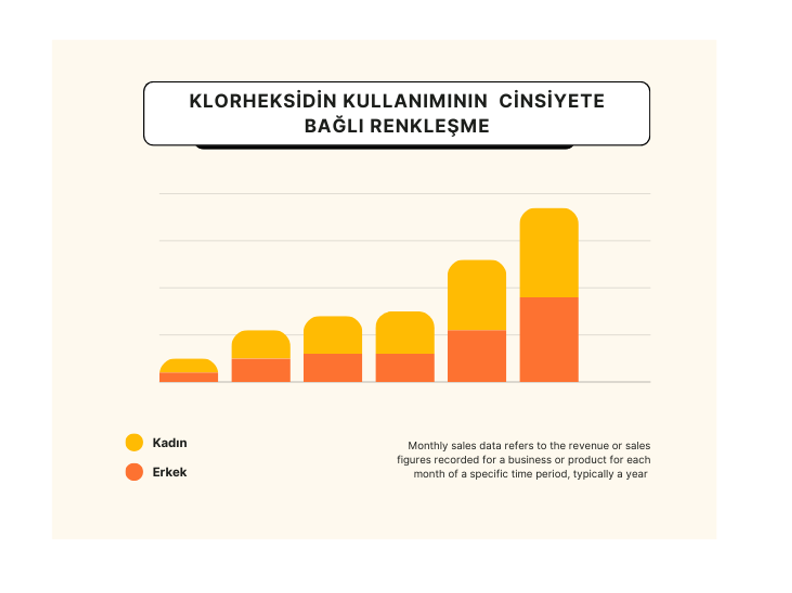 KLORHEKSİDİN KULLANIMININ  CİNSİYETE
BAĞLI RENKLEŞME
Kadın
Erkek
Monthly sales data refers to the revenue or sales
figures recorded for a business or product for each
month of a specific time period, typically a year